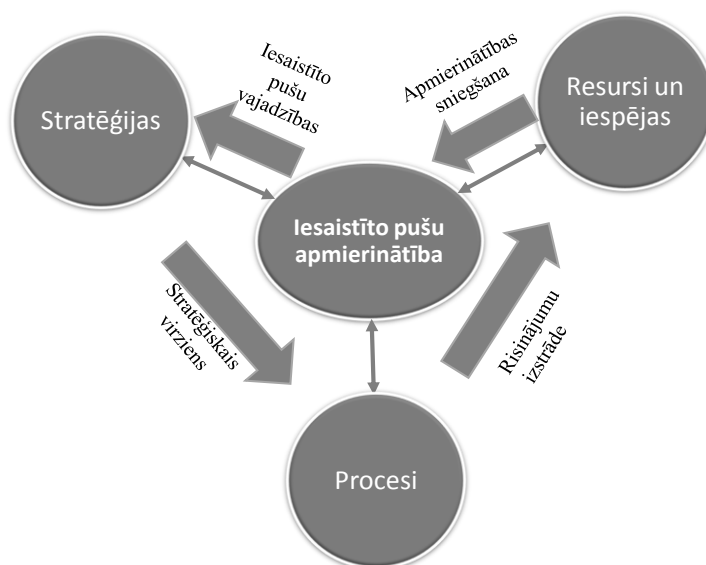 Stratēģijas
Iesaistīto
pušu
vajadzības
Apmierinātības
sniegšana
Resursi un
iespējas
Iesaistīto pušu
apmierinātība
Stratēģiskais
virziens
Risinājumu
izstrāde
Procesi